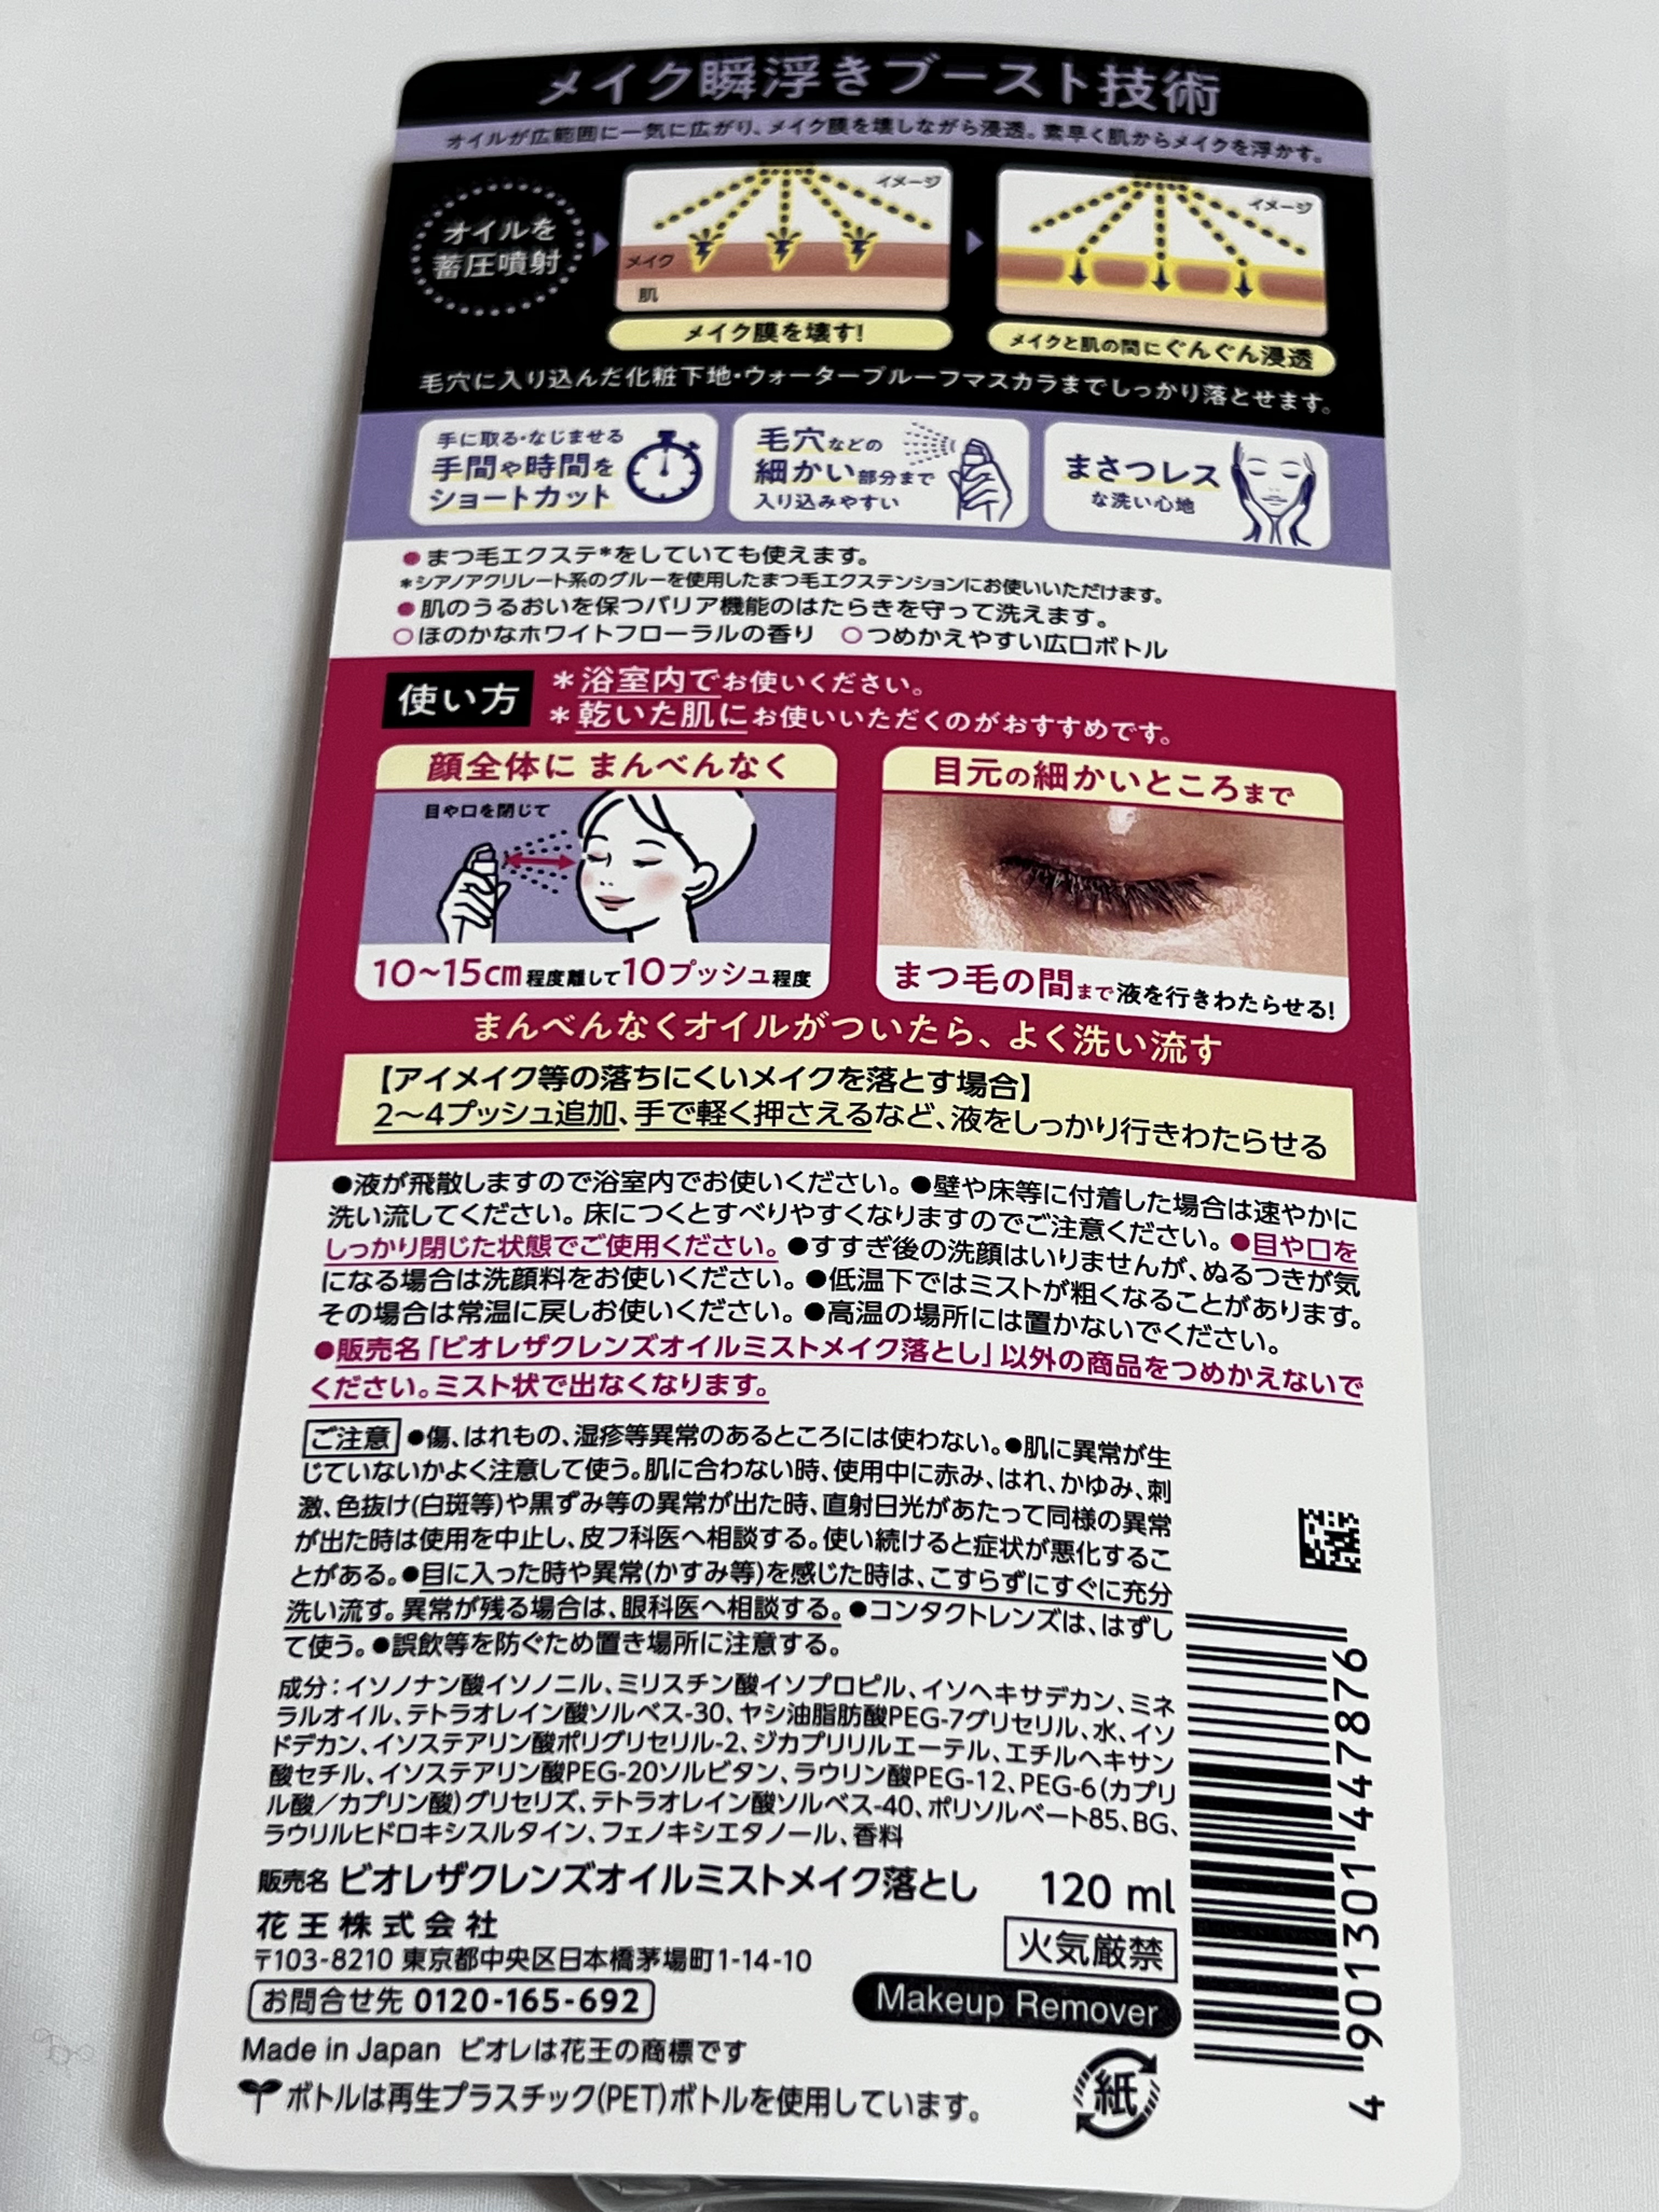 メイク瞬浮きブースト技術
オイルが広範囲に一気に広がり、メイク膜を壊しながら浸透。素早く肌からメイクを浮かす。
オイルを
蓄圧噴射
イメージ
メイク
肌
メイク膜を壊す!
イメージ
メイクと肌の間にぐんぐん浸透
毛穴に入り込んだ化粧下地・ウォータープルーフマスカラまでしっかり落とせます。
手に取る・なじませる
手間や時間を
ショートカット
毛穴などの
細かい部分まで
入り込みやすい
まさつレス
な洗い心地
●まつ毛エクステ*をしていても使えます。
*シアノアクリレート系のグルーを使用したまつ毛エクステンションにお使いいただけます。
●肌のうるおいを保つバリア機能のはたらきを守って洗えます。
○ほのかなホワイトフローラルの香り ○つめかえやすい広口ボトル
使い方
*浴室内でお使いください。
*乾いた肌にお使いいただくのがおすすめです。
顔全体に まんべんなく
目や口を閉じて
10~15cm程度離して10プッシュ程度
目元の細かいところまで
まつ毛の間まで液を行きわたらせる!
まんべんなくオイルがついたら、よく洗い流す
【アイメイク等の落ちにくいメイクを落とす場合】
2〜4プッシュ追加、手で軽く押さえるなど、液をしっかり行きわたらせる
●液が飛散しますので浴室内でお使いください。●壁や床等に付着した場合は速やかに
洗い流してください。床につくとすべりやすくなりますのでご注意ください。●目や口を
しっかり閉じた状態でご使用ください。●すすぎ後の洗顔はいりませんが、ぬるつきが気
になる場合は洗顔料をお使いください。●低温下ではミストが粗くなることがあります。
その場合は常温に戻しお使いください。●高温の場所には置かないでください。
●販売名「ビオレザクレンズオイルミストメイク落とし」以外の商品をつめかえないで
ください。ミスト状で出なくなります。
ご注意 ●傷、はれもの、湿疹等異常のあるところには使わない。●肌に異常が生
じていないかよく注意して使う。肌に合わない時、使用中に赤み、はれ、かゆみ、刺
激、色抜け(白斑等)や黒ずみ等の異常が出た時、直射日光があたって同様の異常
が出た時は使用を中止し、皮フ科医へ相談する。使い続けると症状が悪化するこ
とがある。●目に入った時や異常(かすみ等)を感じた時は、こすらずにすぐに充分
洗い流す。異常が残る場合は、眼科医へ相談する。●コンタクトレンズは、はずし
て使う。●誤飲等を防ぐため置き場所に注意する。
成分：イソノナン酸イソノニル、ミリスチン酸イソプロピル、イソヘキサデカン、ミネ
ラルオイル、テトラオレイン酸ソルベス-30、ヤシ油脂肪酸PEG-7グリセリル、水、イソ
ドデカン、イソステアリン酸ポリグリセリル-2、ジカプリリルエーテル、エチルヘキサン
酸セチル、イソステアリン酸PEG-20ソルビタン、ラウリン酸PEG-12、PEG-6(カプリ
ル酸／カプリン酸)グリセリズ、テトラオレイン酸ソルベス-40、ポリソルベート85、BG、
ラウリルヒドロキシスルタイン、フェノキシエタノール、香料
販売名 ビオレザクレンズオイルミストメイク落とし 120 ml
花王株式会社
〒103-8210 東京都中央区日本橋茅場町1-14-10
火気厳禁
お問合せ先 0120-165-692
Makeup Remover
Made in Japan ビオレは花王の商標です
ボトルは再生プラスチック(PET)ボトルを使用しています。
紙
4 901301 447876